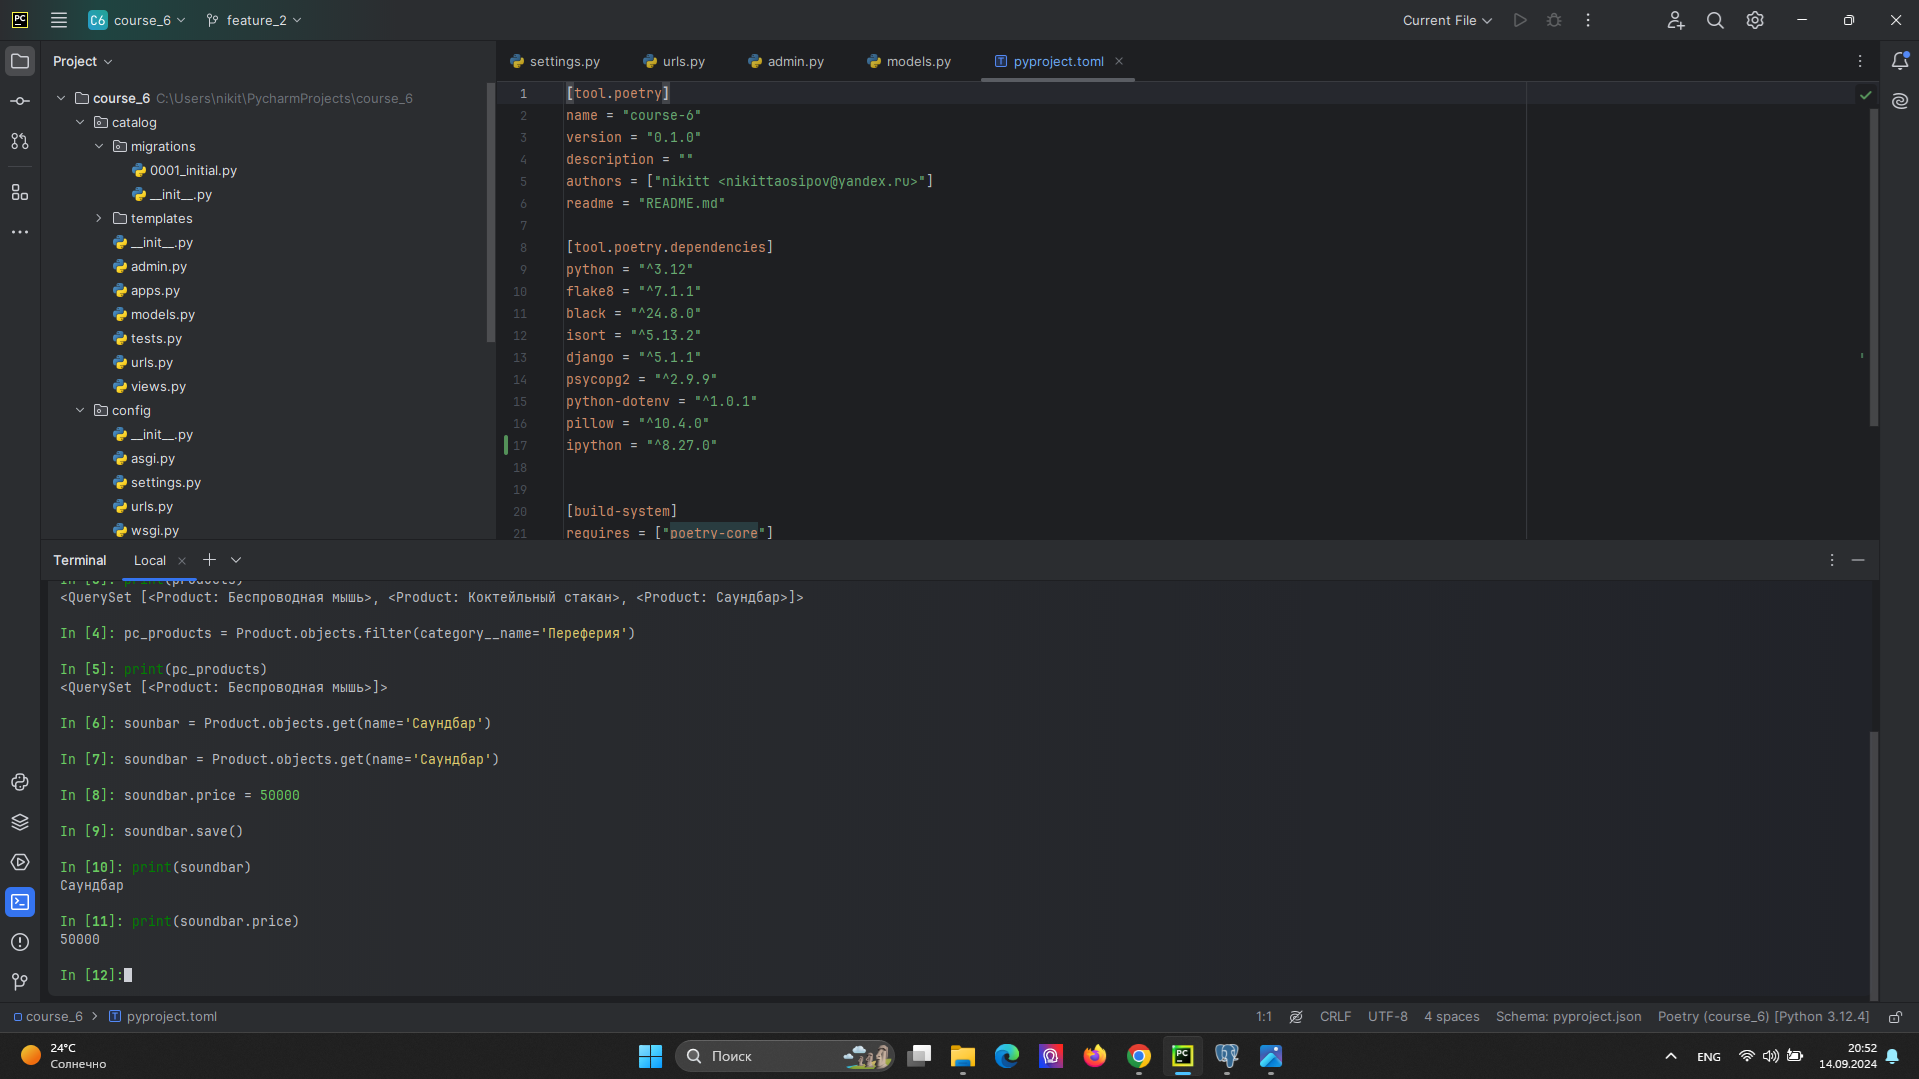 PC
C6 course_6
feature_2
Current File
Project
settings.py
urls.py
admin.py
models.py
pyproject.toml
course_6 C:\Users\nikit\PycharmProjects\course_6
catalog
migrations
0001_initial.py
__init__.py
templates
__init__.py
admin.py
apps.py
models.py
tests.py
urls.py
views.py
config
__init__.py
asgi.py
settings.py
urls.py
wsgi.py
1 [tool.poetry]
2 name = "course-6"
3 version = "0.1.0"
4 description = ""
5 authors = ["nikitt <nikittaosipov@yandex.ru>"]
6 readme = "README.md"
7
8 [tool.poetry.dependencies]
9 python = "^3.12"
10 flake8 = "^7.1.1"
11 black = "^24.8.0"
12 isort = "^5.13.2"
13 django = "^5.1.1"
14 psycopg2 = "^2.9.9"
15 python-dotenv = "^1.0.1"
16 pillow = "^10.4.0"
17 ipython = "^8.27.0"
18
19
20 [build-system]
21 requires = ["poetry-core"]
Terminal
Local
In [3]: print(products)
<QuerySet [<Product: Беспроводная мышь>, <Product: Коктейльный стакан>, <Product: Саундбар>]>
In [4]: pc_products = Product.objects.filter(category__name='Переферия')
In [5]: print(pc_products)
<QuerySet [<Product: Беспроводная мышь>]>
In [6]: sounbar = Product.objects.get(name='Саундбар')
In [7]: soundbar = Product.objects.get(name='Саундбар')
In [8]: soundbar.price = 50000
In [9]: soundbar.save()
In [10]: print(soundbar)
Саундбар
In [11]: print(soundbar.price)
50000
In [12]:
course_6 > pyproject.toml
1:1
CRLF
UTF-8
4 spaces
Schema: pyproject.json
Poetry (course_6) [Python 3.12.4]
24°C
Солнечно
Поиск
PC
ENG
20:52
14.09.2024